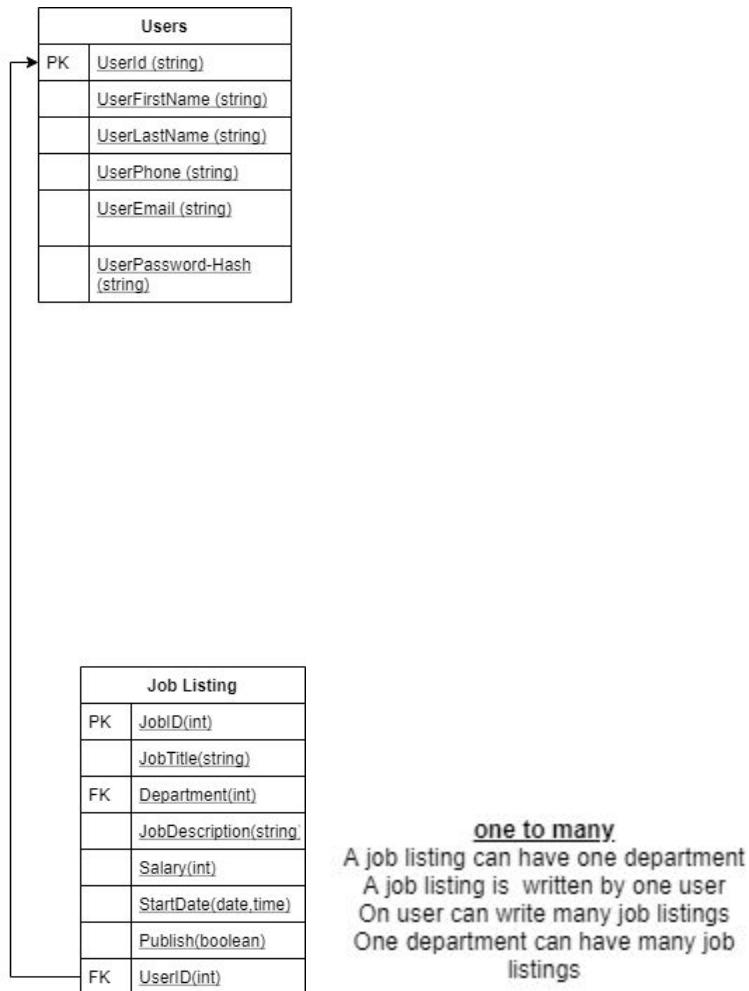 Users
PK UserId (string)
UserFirstName (string)
UserLastName (string)
UserPhone (string)
UserEmail (string)
UserPassword-Hash
(string)
Job Listing
PK JobID(int)
JobTitle(string)
FK Department(int)
JobDescription(string)
Salary(int)
StartDate(date,time)
Publish(boolean)
FK UserID(int)
one to many
A job listing can have one department
A job listing is written by one user
On user can write many job listings
One department can have many job
listings